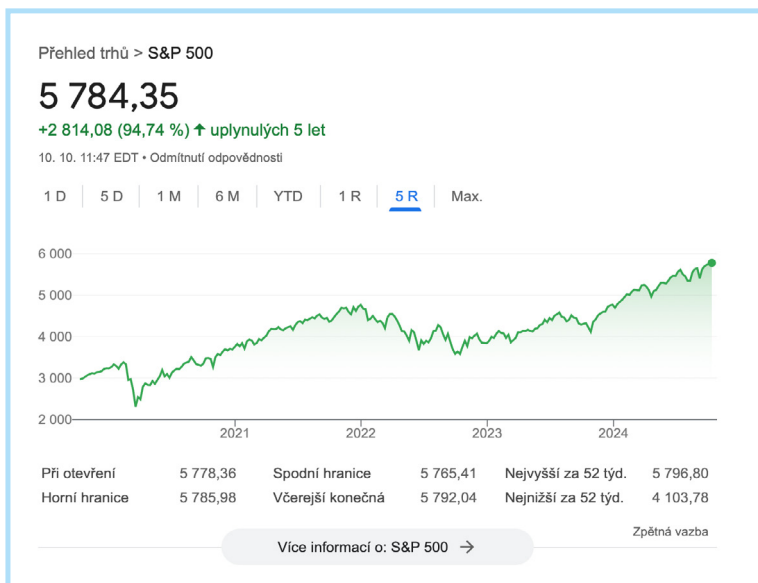 Přehled trhů > S&P 500
5 784,35
+2 814,08 (94,74 %) ↑ uplynulých 5 let
10. 10. 11:47 EDT • Odmítnutí odpovědnosti
1 D 5 D 1 M 6 M YTD 1 R 5 R Max.
6 000
5 000
4 000
3 000
2 000
2021 2022 2023 2024
Při otevření 5 778,36 Spodní hranice 5 765,41 Nejvyšší za 52 týd. 5 796,80
Horní hranice 5 785,98 Včerejší konečná 5 792,04 Nejnižší za 52 týd. 4 103,78
Zpětná vazba
Více informací o: S&P 500 →